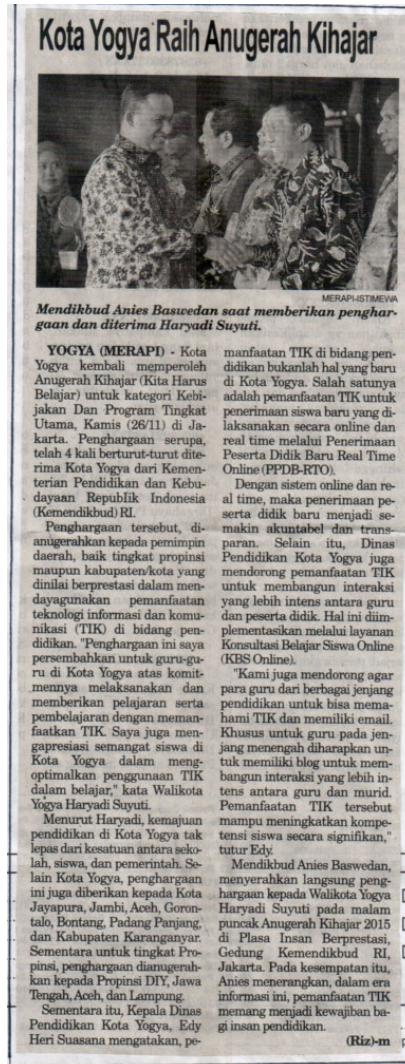 Kota Yogya Raih Anugerah Kihajar
MERAPI-ISTIMEWA
Mendikbud Anies Baswedan saat memberikan penghar-
gaan dan diterima Haryadi Suyuti.
YOGYA (MERAPI) - Kota
Yogya kembali memperoleh
Anugerah Kihajar (Kita Harus
Belajar) untuk kategori Kebi-
jakan Dan Program Tingkat
Utama, Kamis (26/11) di Ja-
karta. Penghargaan serupa,
telah 4 kali berturut-turut dite-
rima Kota Yogya dari Kemen-
terian Pendidikan dan Kebu-
dayaan Republik Indonesia
(Kemendikbud) RI.
Penghargaan tersebut, di-
anugerahkan kepada pemimpin
daerah, baik tingkat propinsi
maupun kabupaten/kota yang
dinilai berprestasi dalam men-
dayagunakan pemanfaatan
teknologi informasi dan komu-
nikasi (TIK) di bidang pen-
didikan. "Penghargaan ini saya
persembahkan untuk guru-gu-
ru di Kota Yogya atas komit-
mennya melaksanakan dan
memberikan pelajaran serta
pembelajaran dengan meman-
faatkan TIK. Saya juga men-
gapresiasi semangat siswa di
Kota Yogya dalam meng-
optimalkan penggunaan TIK
dalam belajar," kata Walikota
Yogya Haryadi Suyuti.
Menurut Haryadi, kemajuan
pendidikan di Kota Yogya tak
lepas dari kesatuan antara seko-
lah, siswa, dan pemerintah. Se-
lain Kota Yogya, penghargaan
ini juga diberikan kepada Kota
Jayapura, Jambi, Aceh, Goron-
talo, Bontang, Padang Panjang,
dan Kabupaten Karanganyar.
Sementara untuk tingkat Pro-
pinsi, penghargaan dianugerah-
kan kepada Propinsi DIY, Jawa
Tengah, Aceh, dan Lampung.
Sementara itu, Kepala Dinas
Pendidikan Kota Yogya, Edy
Heri Suasana mengatakan, pe-
manfaatan TIK di bidang pen-
didikan bukanlah hal yang baru
di Kota Yogya. Salah satunya
adalah pemanfaatan TIK untuk
penerimaan siswa baru yang di-
laksanakan secara online dan
real time melalui Penerimaan
Peserta Didik Baru Real Time
Online (PPDB-RTO).
Dengan sistem online dan re-
al time, maka penerimaan pe-
serta didik baru menjadi se-
makin akuntabel dan trans-
paran. Selain itu, Dinas
Pendidikan Kota Yogya juga
mendorong pemanfaatan TIK
untuk membangun interaksi
yang lebih intens antara guru
dan peserta didik. Hal ini diim-
plementasikan melalui layanan
Konsultasi Belajar Siswa Online
(KBS Online).
"Kami juga mendorong agar
para guru dari berbagai jenjang
pendidikan untuk bisa mema-
hami TIK dan memiliki email.
Khusus untuk guru pada jen-
jang menengah diharapkan un-
tuk memiliki blog untuk mem-
bangun interaksi yang lebih in-
tens antara guru dan murid.
Pemanfaatan TIK tersebut
mampu meningkatkan kompe-
tensi siswa secara signifikan,"
tutur Edy.
Mendikbud Anies Baswedan,
menyerahkan langsung peng-
hargaan kepada Walikota Yogya
Haryadi Suyuti pada malam
puncak Anugerah Kihajar 2015
di Plasa Insan Berprestasi,
Gedung Kemendikbud RI,
Jakarta. Pada kesempatan itu,
Anies menerangkan, dalam era
informasi ini, pemanfaatan TIK
memang menjadi kewajiban ba-
gi insan pendidikan.
(Riz)-m